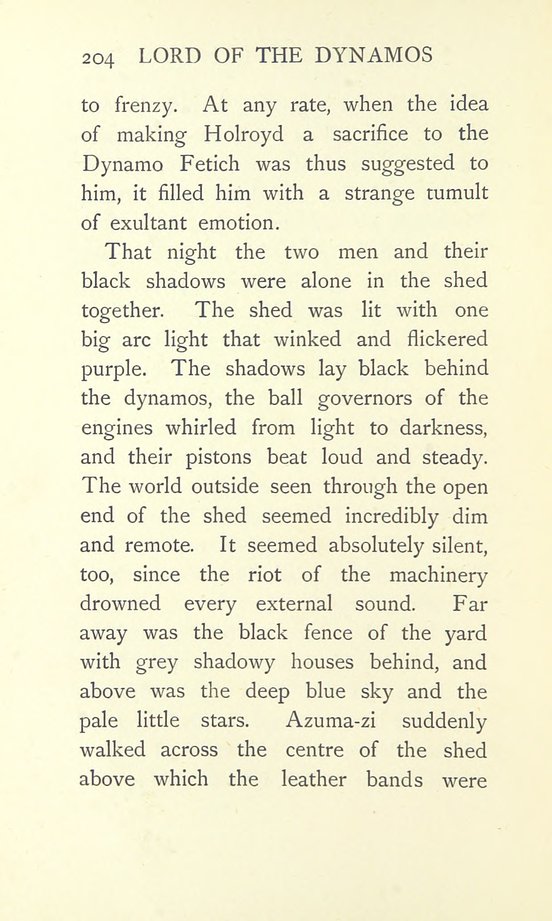 204 LORD OF THE DYNAMOS
to frenzy. At any rate, when the idea
of making Holroyd a sacrifice to the
Dynamo Fetich was thus suggested to
him, it filled him with a strange tumult
of exultant emotion.
That night the two men and their
black shadows were alone in the shed
together. The shed was lit with one
big arc light that winked and flickered
purple. The shadows lay black behind
the dynamos, the ball governors of the
engines whirled from light to darkness,
and their pistons beat loud and steady.
The world outside seen through the open
end of the shed seemed incredibly dim
and remote. It seemed absolutely silent,
too, since the riot of the machinery
drowned every external sound. Far
away was the black fence of the yard
with grey shadowy houses behind, and
above was the deep blue sky and the
pale little stars. Azuma-zi suddenly
walked across the centre of the shed
above which the leather bands were